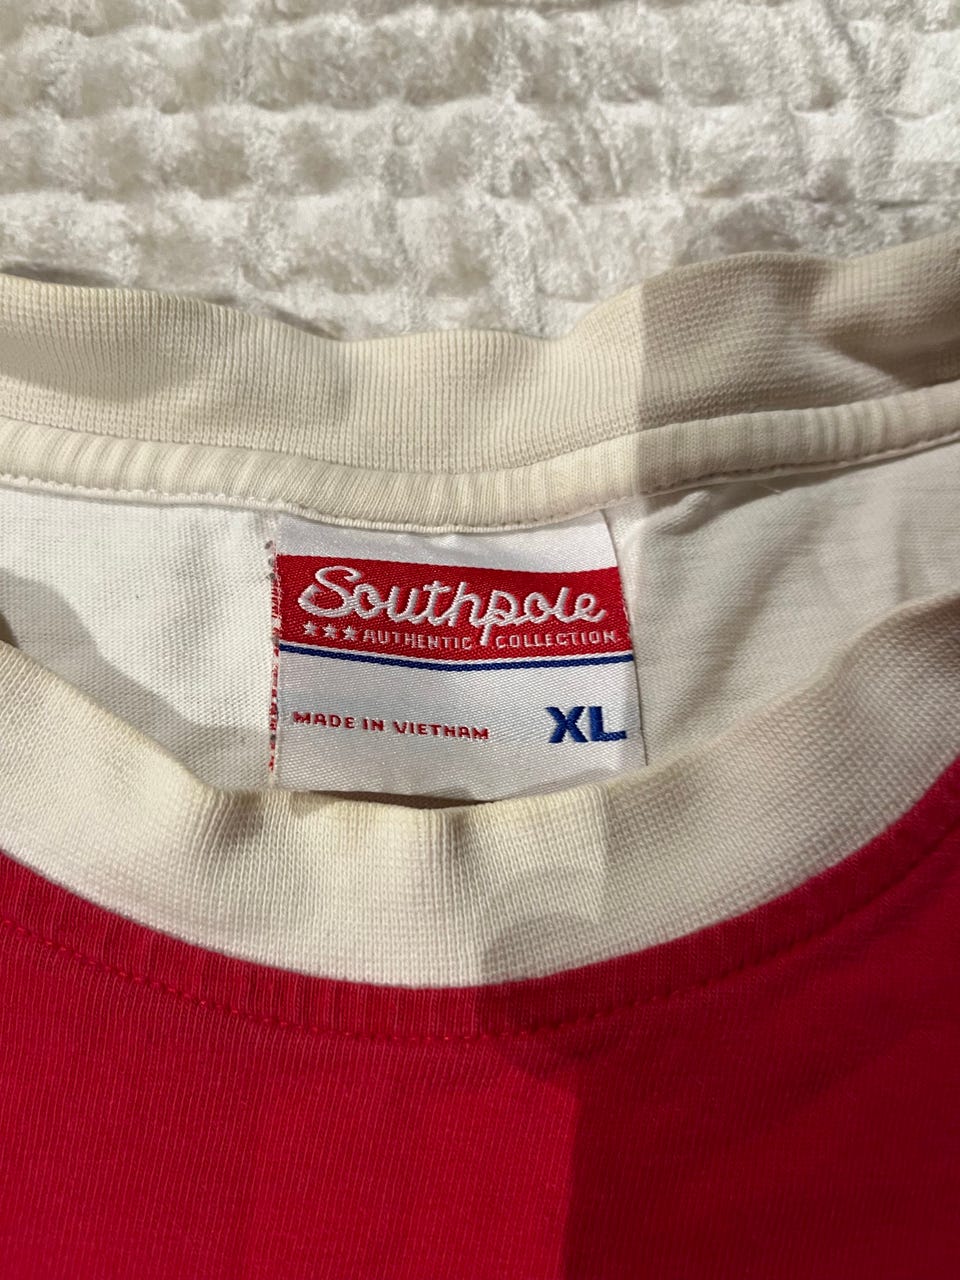 Southpole
★★★AUTHENTIC COLLECTION
MADE IN VIETNAM
XL